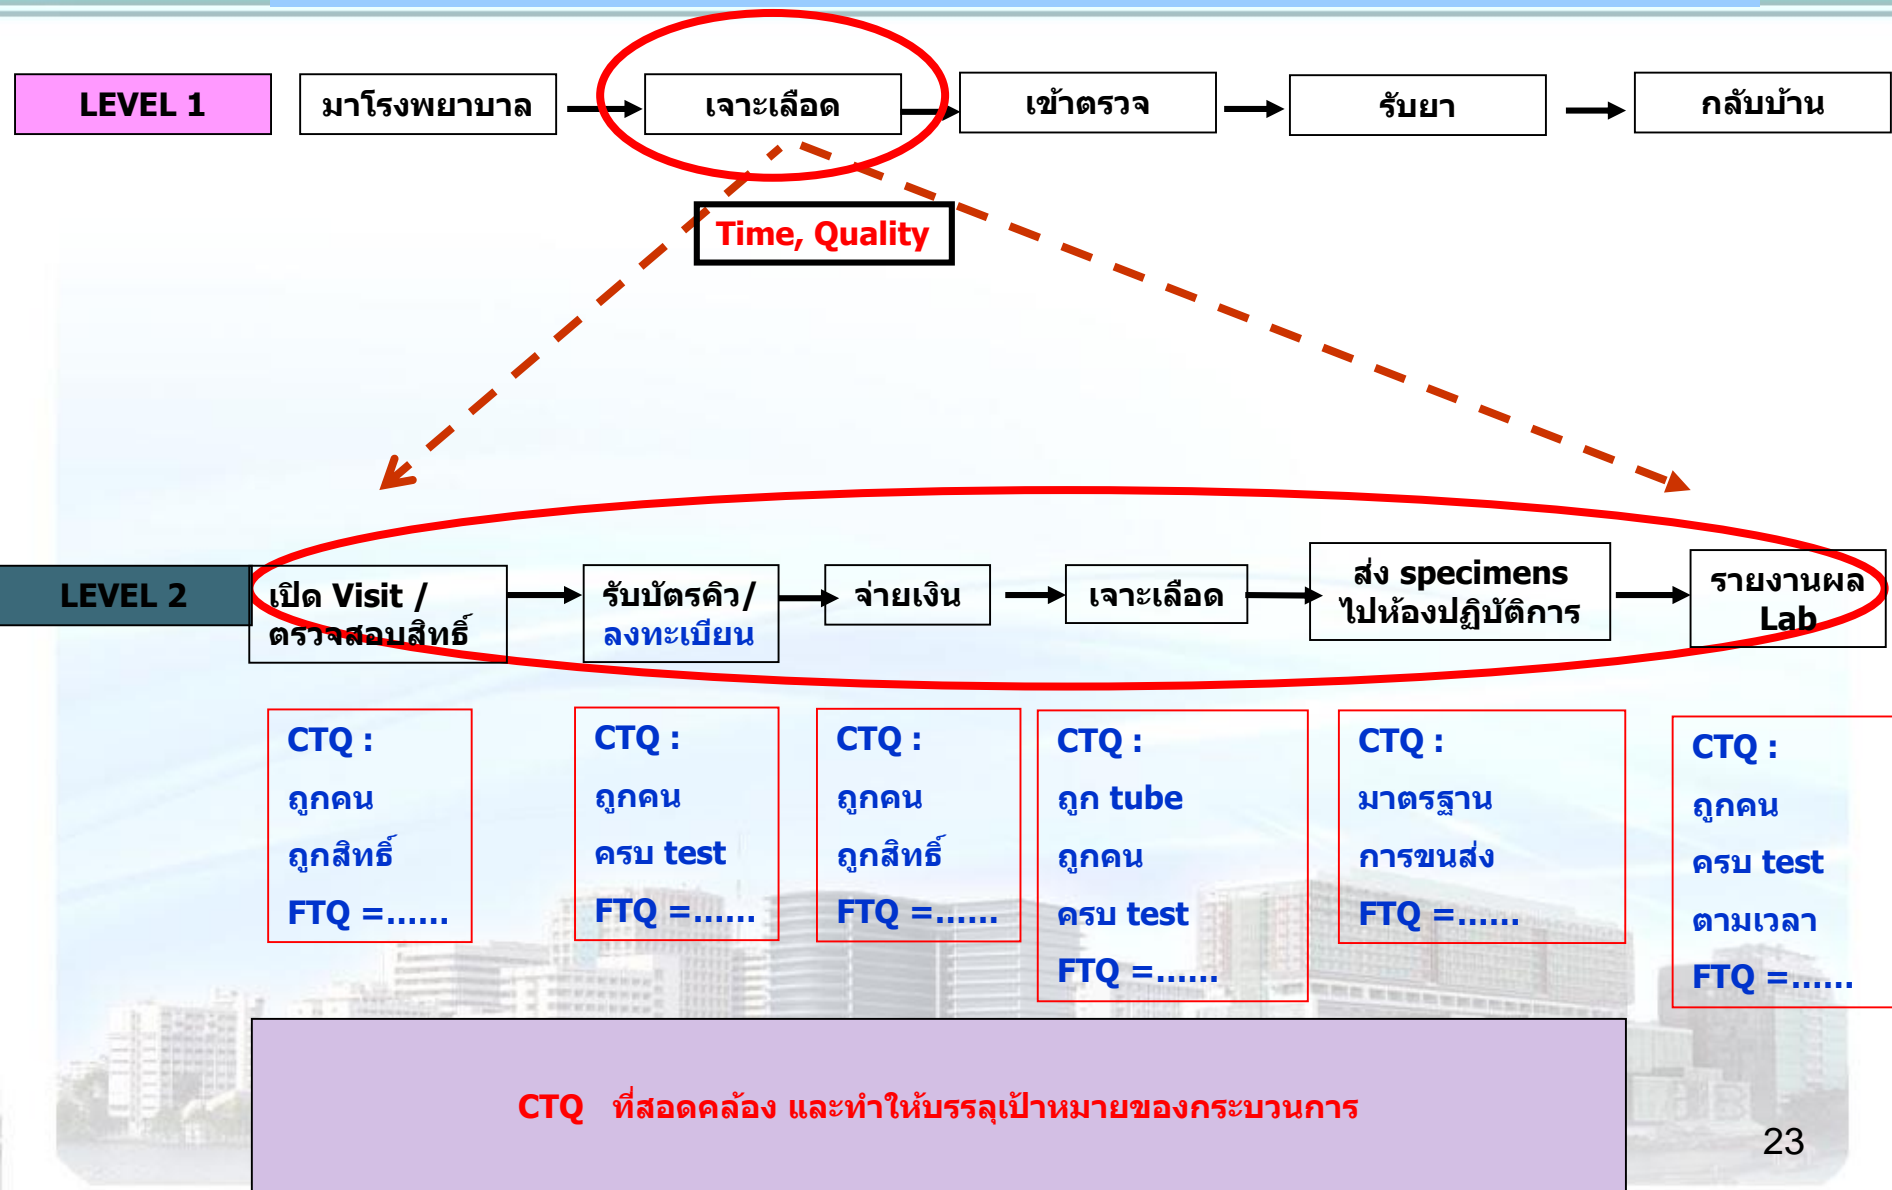 LEVEL 1
มาโรงพยาบาล
เจาะเลือด
เข้าตรวจ
รับยา
กลับบ้าน
Time, Quality
LEVEL 2
เปิด Visit /
ตรวจสอบสิทธิ์
รับบัตรคิว/
ลงทะเบียน
จ่ายเงิน
เจาะเลือด
ส่ง specimens
ไปห้องปฏิบัติการ
รายงานผล
Lab
CTQ :
ถูกคน
ถูกสิทธิ์
FTQ =......
CTQ :
ถูกคน
ครบ test
FTQ =......
CTQ :
ถูกคน
ถูกสิทธิ์
FTQ =......
CTQ :
ถูก tube
ถูกคน
ครบ test
FTQ =......
CTQ :
มาตรฐาน
การขนส่ง
FTQ =......
CTQ :
ถูกคน
ครบ test
ตามเวลา
FTQ =......
CTQ ที่สอดคล้อง และทำให้บรรลุเป้าหมายของกระบวนการ
23